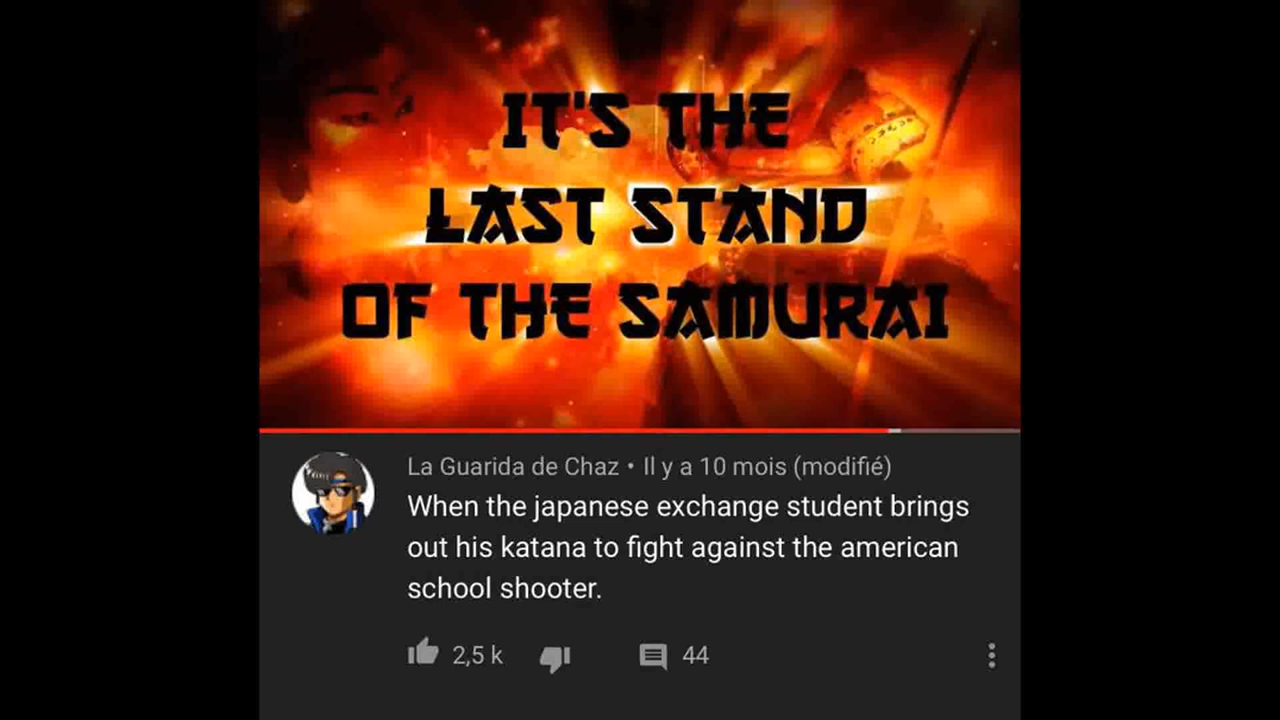 IT'S THE
LAST STAND
OF THE SAMURAI
La Guarida de Chaz • Il y a 10 mois (modifié)
When the japanese exchange student brings
out his katana to fight against the american
school shooter.
2,5 k 44